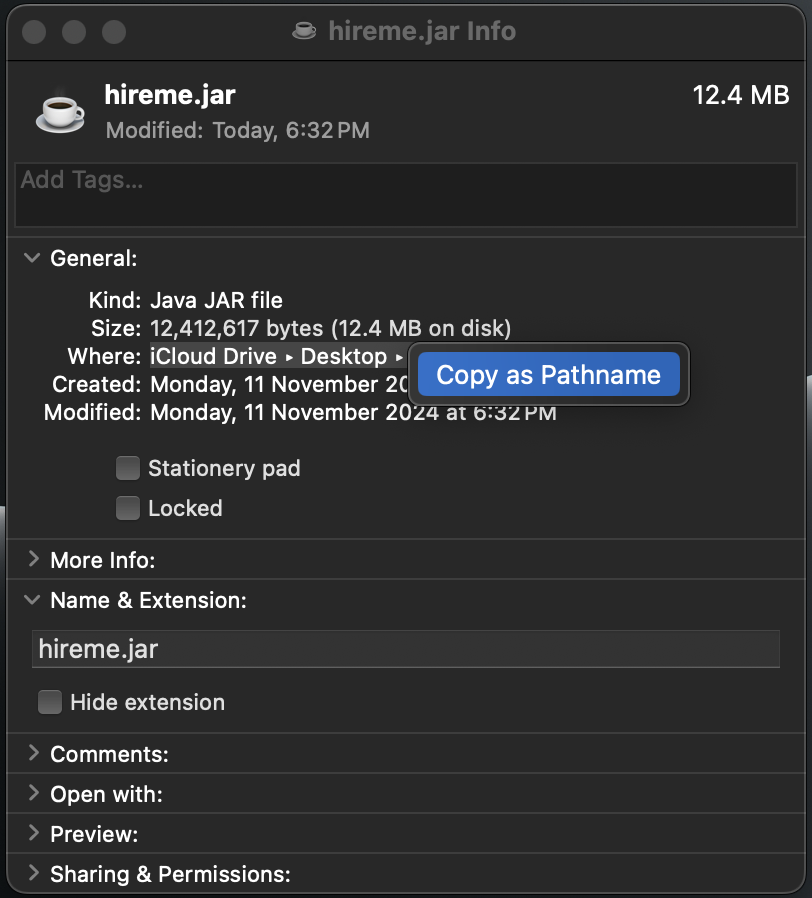 hireme.jar Info
hireme.jar 12.4 MB
Modified: Today, 6:32 PM
Add Tags...
General:
Kind: Java JAR file
Size: 12,412,617 bytes (12.4 MB on disk)
Where: iCloud Drive ▸ Desktop ▸
Copy as Pathname
Created: Monday, 11 November 20
Modified: Monday, 11 November 2024 at 6:32 PM
Stationery pad
Locked
More Info:
Name & Extension:
hireme.jar
Hide extension
Comments:
Open with:
Preview:
Sharing & Permissions: